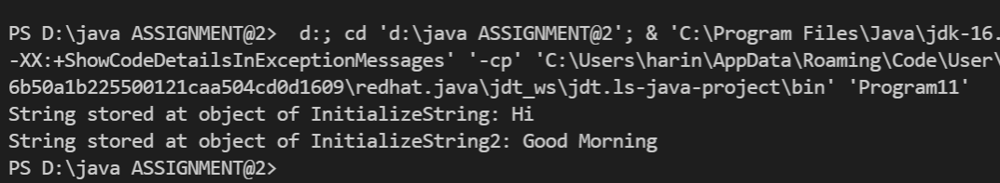 PS D:\java ASSIGNMENT@2>  d:; cd 'd:\java ASSIGNMENT@2'; & 'C:\Program Files\Java\jdk-16.
-XX:+ShowCodeDetailsInExceptionMessages' '-cp' 'C:\Users\harin\AppData\Roaming\Code\User\
6b50a1b225500121caa504cd0d1609\redhat.java\jdt_ws\jdt.ls-java-project\bin' 'Program11'
String stored at object of InitializeString: Hi
String stored at object of InitializeString2: Good Morning
PS D:\java ASSIGNMENT@2>